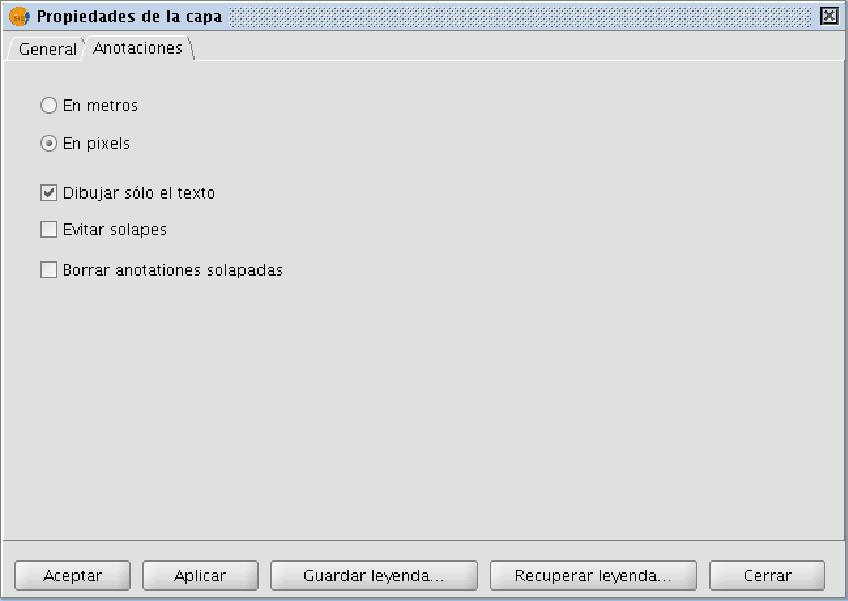 Propiedades de la capa
General Anotaciones
En metros
En pixels
Dibujar sólo el texto
Evitar solapes
Borrar anotationes solapadas
Aceptar Aplicar Guardar leyenda... Recuperar leyenda... Cerrar